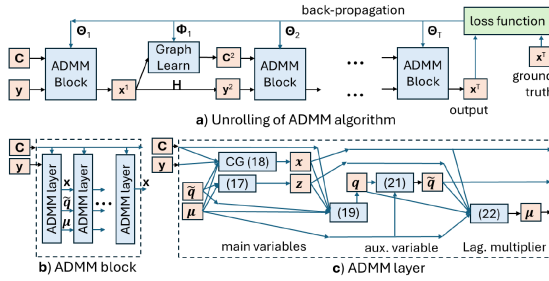 back-propagation
loss function
Θ₁ Φ₁ Θ₂ Θ_T
C ADMM Block Graph Learn C² ADMM Block ... ADMM Block x^T
y x¹ H y² ... x^T ground truth
output
a) Unrolling of ADMM algorithm
C
y
ADMM layer ADMM layer ... ADMM layer
x x
q̃
μ
b) ADMM block
C
y CG (18) x
q̃ (17) z q (21) q̃
μ (19) (22) μ
main variables aux. variable Lag. multiplier
c) ADMM layer